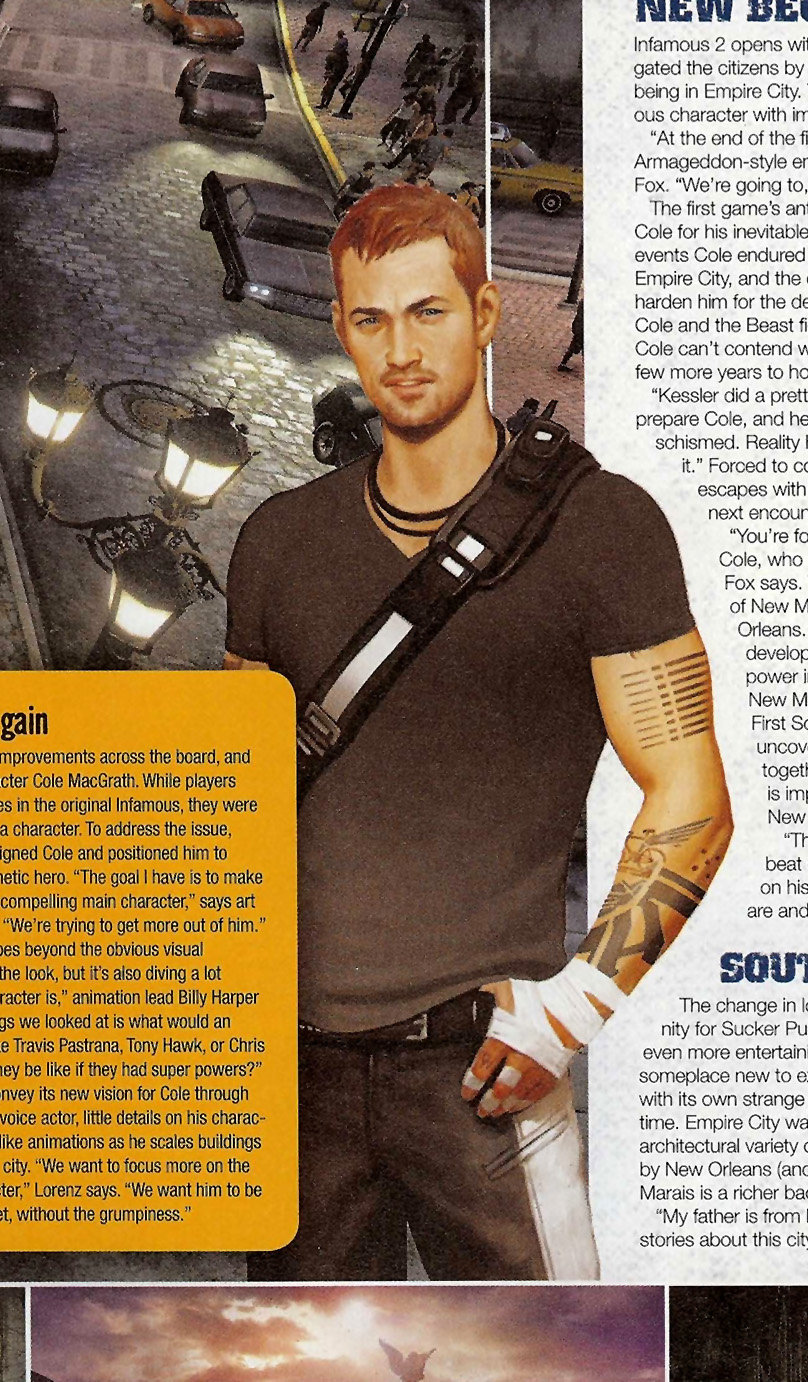 gain
mprovements across the board, and
cter Cole MacGrath. While players
es in the original Infamous, they were
a character. To address the issue,
igned Cole and positioned him to
netic hero. “The goal I have is to make
compelling main character,” says art
“We’re trying to get more out of him.”
oes beyond the obvious visual
the look, but it’s also diving a lot
racter is,” animation lead Billy Harper
gs we looked at is what would an
e Travis Pastrana, Tony Hawk, or Chris
hey be like if they had super powers?”
nvey its new vision for Cole through
voice actor, little details on his charac-
like animations as he scales buildings
city. “We want to focus more on the
ter,” Lorenz says. “We want him to be
et, without the grumpiness.”
NEW BEG
Infamous 2 opens wit
gated the citizens by
being in Empire City.
ous character with im
“At the end of the fi
Armageddon-style en
Fox. “We’re going to,
The first game’s ant
Cole for his inevitable
events Cole endured
Empire City, and the
harden him for the de
Cole and the Beast fi
Cole can’t contend w
few more years to ho
“Kessler did a prett
prepare Cole, and he
schismed. Reality
it.” Forced to co
escapes with
next encoun
“You’re fo
Cole, who
Fox says.
of New M
Orleans.
develop
power i
New M
First So
uncov
togeth
is imp
New
“Th
beat
on his
are and
SOUT
The change in lo
nity for Sucker Pu
even more entertaini
someplace new to ex
with its own strange
time. Empire City wa
architectural variety
by New Orleans (and
Marais is a richer bac
“My father is from
stories about this city